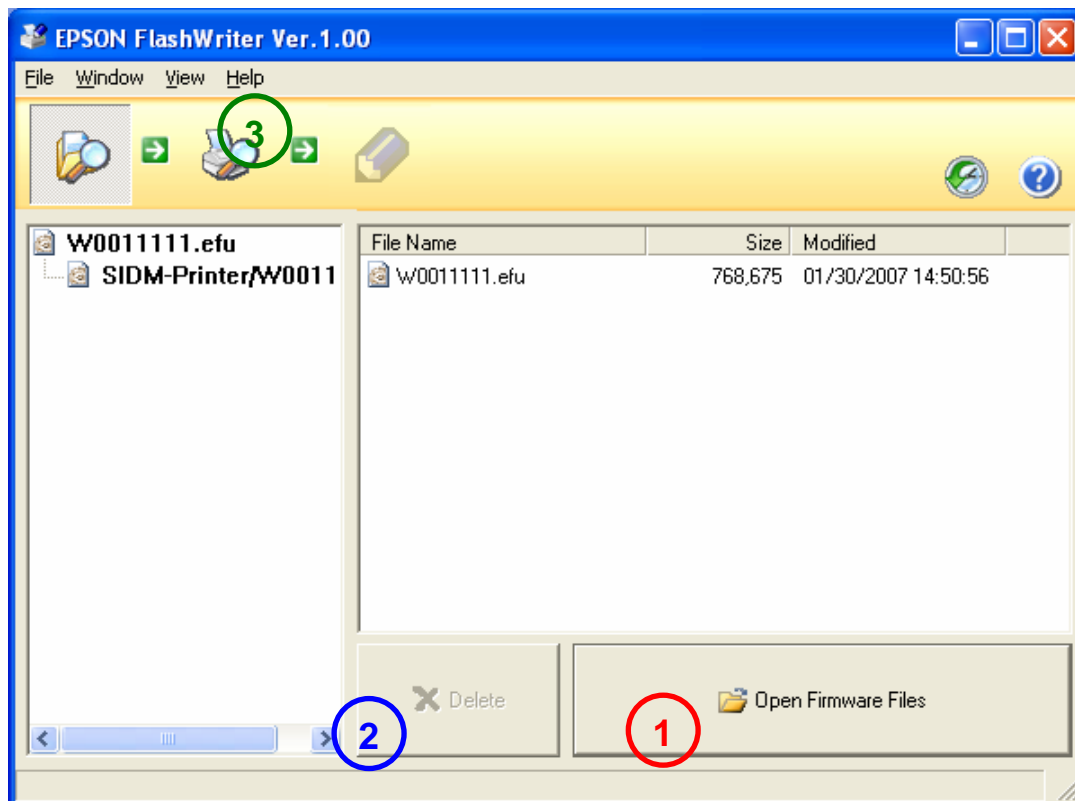 EPSON FlashWriter Ver.1.00
File Window View Help
3
W0011111.efu
SIDM-Printer/W0011
File Name Size Modified
W0011111.efu 768,675 01/30/2007 14:50:56
Delete
Open Firmware Files
2
1